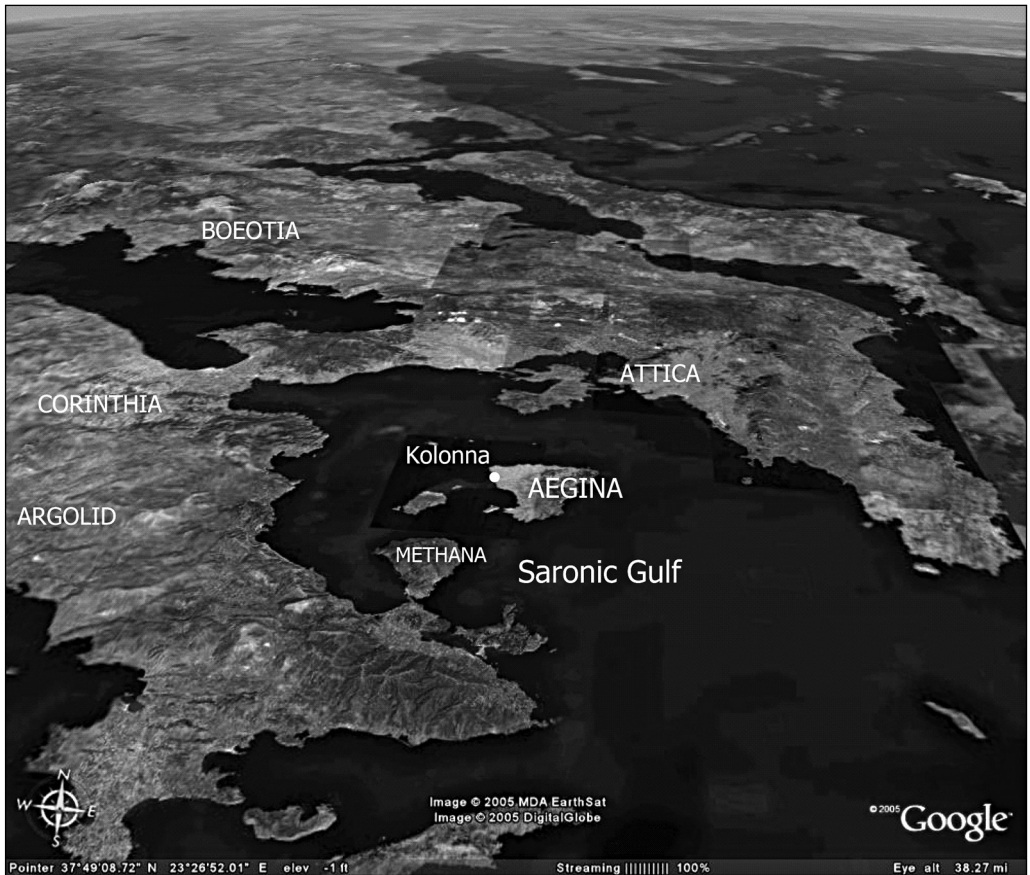 BOEOTIA
ATTICA
CORINTHIA
Kolonna
AEGINA
ARGOLID
METHANA
Saronic Gulf
N
W E
S
Image © 2005 MDA EarthSat
Image © 2005 DigitalGlobe
© 2005 Google
Pointer 37°49'08.72" N 23°26'52.01" E elev -1 ft Streaming |||||||||| 100% Eye alt 38.27 mi